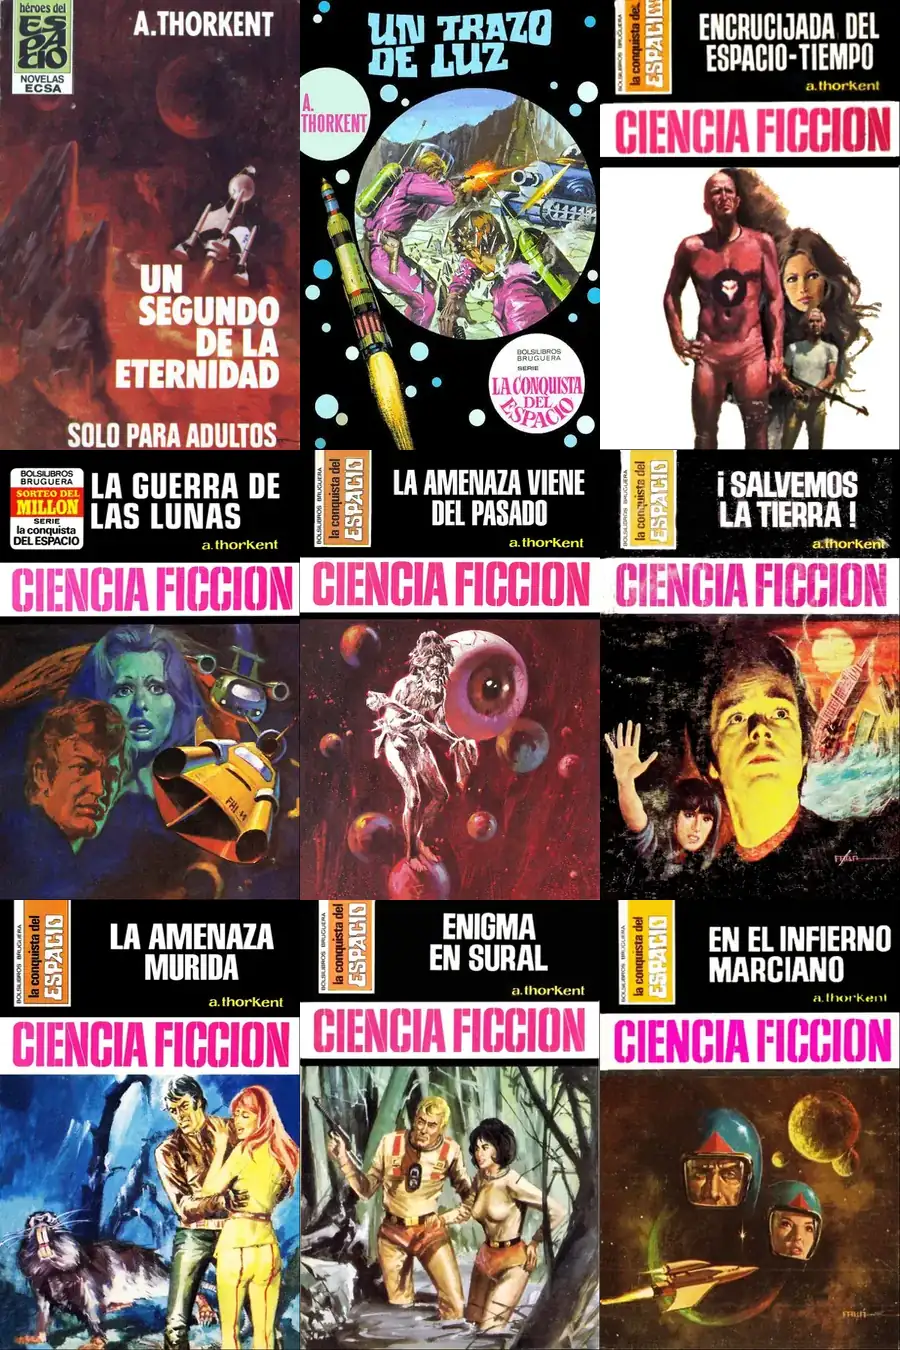 héroes del
ESPACIO
NOVELAS
ECSA
A.THORKENT
UN
SEGUNDO
DE LA
ETERNIDAD
SOLO PARA ADULTOS
UN TRAZO
DE LUZ
A.
THORKENT
BOLSILIBROS
BRUGUERA
SERIE
LA CONQUISTA
DEL
ESPACIO
BOLSILIBROS BRUGUERA
la conquista del
ESPACIO
ENCRUCIJADA DEL
ESPACIO-TIEMPO
a.thorkent
CIENCIA FICCION
BOLSILIBROS
BRUGUERA
SORTEO DEL
MILLON
SERIE
la conquista
DEL ESPACIO
LA GUERRA DE
LAS LUNAS
a.thorkent
CIENCIA FICCION
FHI 11
BOLSILIBROS BRUGUERA
la conquista del
ESPACIO
LA AMENAZA VIENE
DEL PASADO
a.thorkent
CIENCIA FICCION
BOLSILIBROS BRUGUERA
la conquista del
ESPACIO
¡SALVEMOS
LA TIERRA!
a.thorkent
CIENCIA FICCION
BOLSILIBROS BRUGUERA
la conquista del
ESPACIO
LA AMENAZA
MURIDA
a.thorkent
CIENCIA FICCION
BOLSILIBROS BRUGUERA
la conquista del
ESPACIO
ENIGMA
EN SURAL
a.thorkent
CIENCIA FICCION
BOLSILIBROS BRUGUERA
la conquista del
ESPACIO
EN EL INFIERNO
MARCIANO
a.thorkent
CIENCIA FICCION